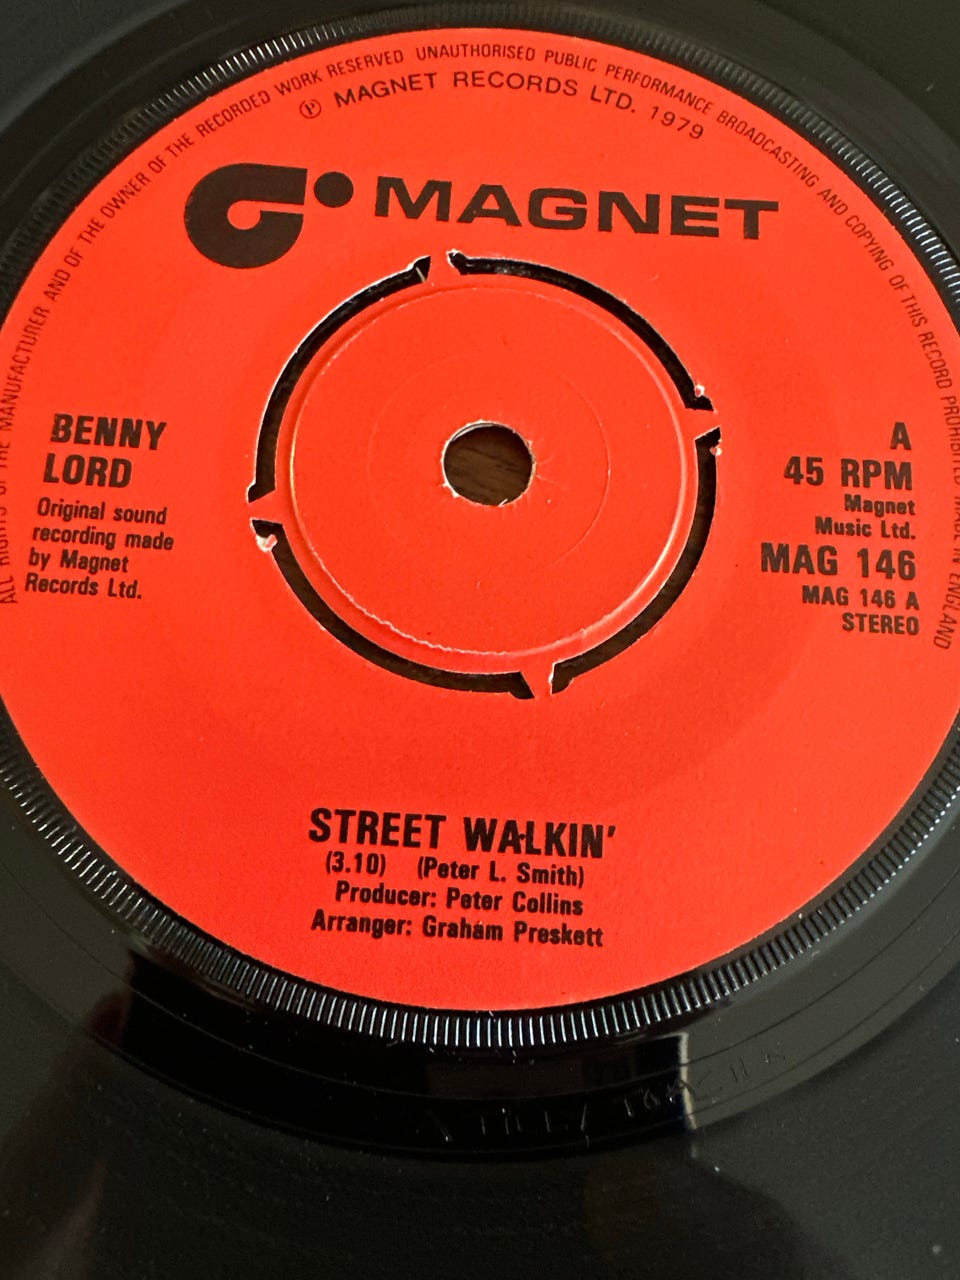 ALL RIGHTS OF THE MANUFACTURER AND OF THE OWNER OF THE RECORDED WORK RESERVED UNAUTHORISED PUBLIC PERFORMANCE BROADCASTING AND COPYING OF THIS RECORD PROHIBITED MADE IN ENGLAND
℗ MAGNET RECORDS LTD. 1979
MAGNET
BENNY
LORD
Original sound
recording made
by Magnet
Records Ltd.
A
45 RPM
Magnet
Music Ltd.
MAG 146
MAG 146 A
STEREO
STREET WALKIN'
(3.10) (Peter L. Smith)
Producer: Peter Collins
Arranger: Graham Preskett